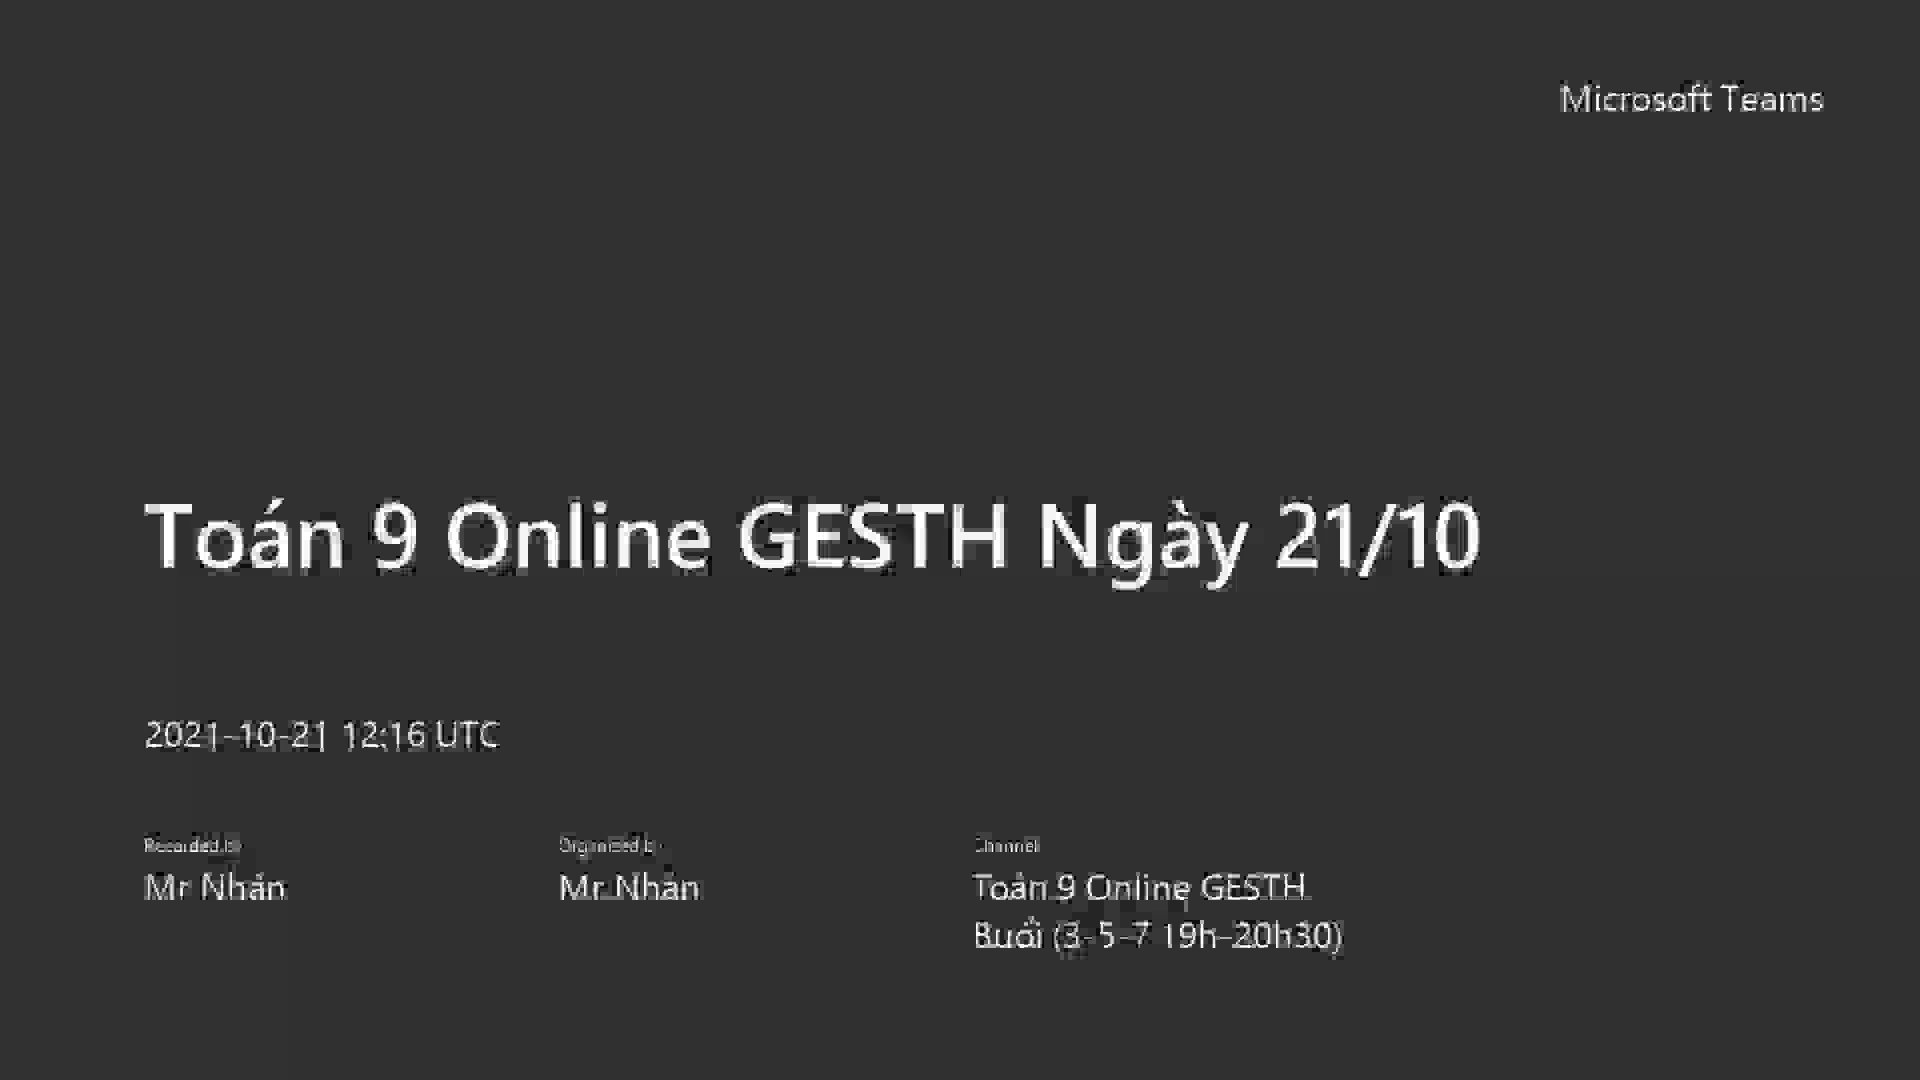 Microsoft Teams
Toán 9 Online GESTH Ngày 21/10
2021-10-21 12:16 UTC
Recorded by
Organized by
Channel
Mr Nhân
Mr Nhân
Toán 9 Online GESTH
Buổi (3-5-7 19h-20h30)